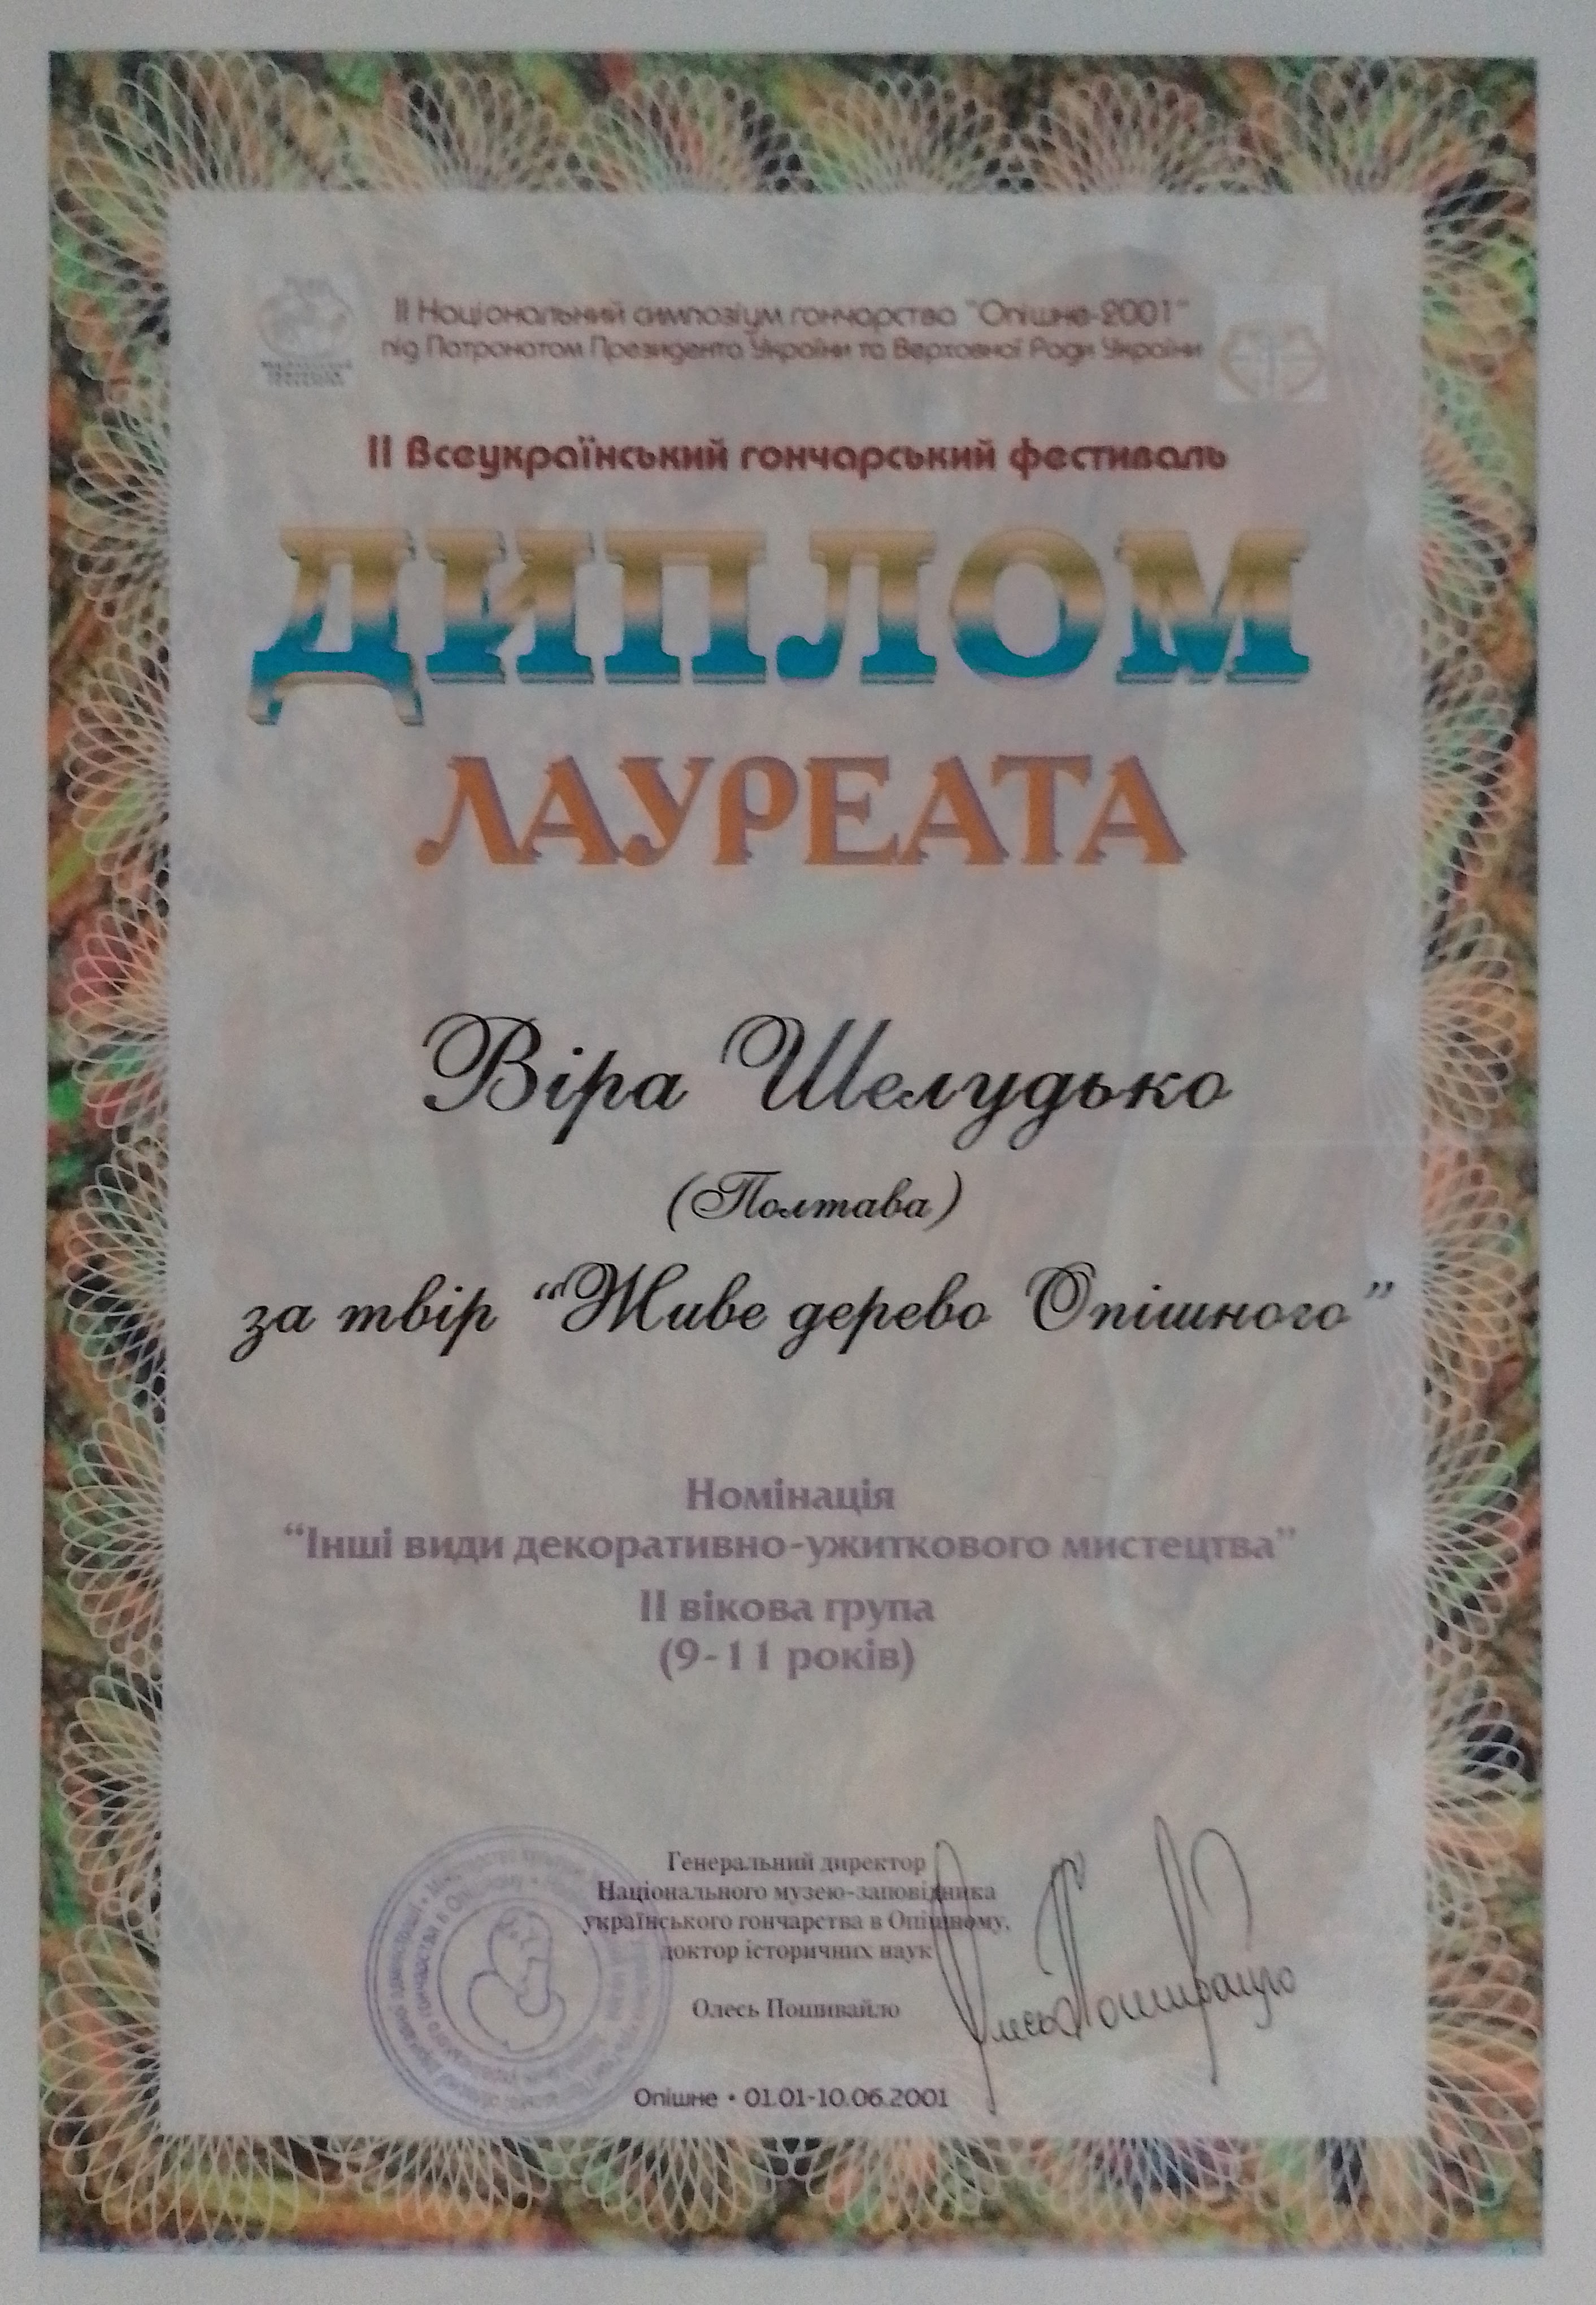 ІІ Національний симпозіум гончарства "Опішне-2001"
під Патронатом Президента України та Верховної Ради України
ІІ Всеукраїнський гончарський фестиваль
ДИПЛОМ
ЛАУРЕАТА
Віра Шелудько
(Полтава)
за твір “Живе дерево Опішного”
Номінація
“Інші види декоративно-ужиткового мистецтва”
ІІ вікова група
(9-11 років)
Генеральний директор
Національного музею-заповідника
українського гончарства в Опішному,
доктор історичних наук
Олесь Пошивайло
Олесь Пошивайло
Опішне • 01.01-10.06.2001